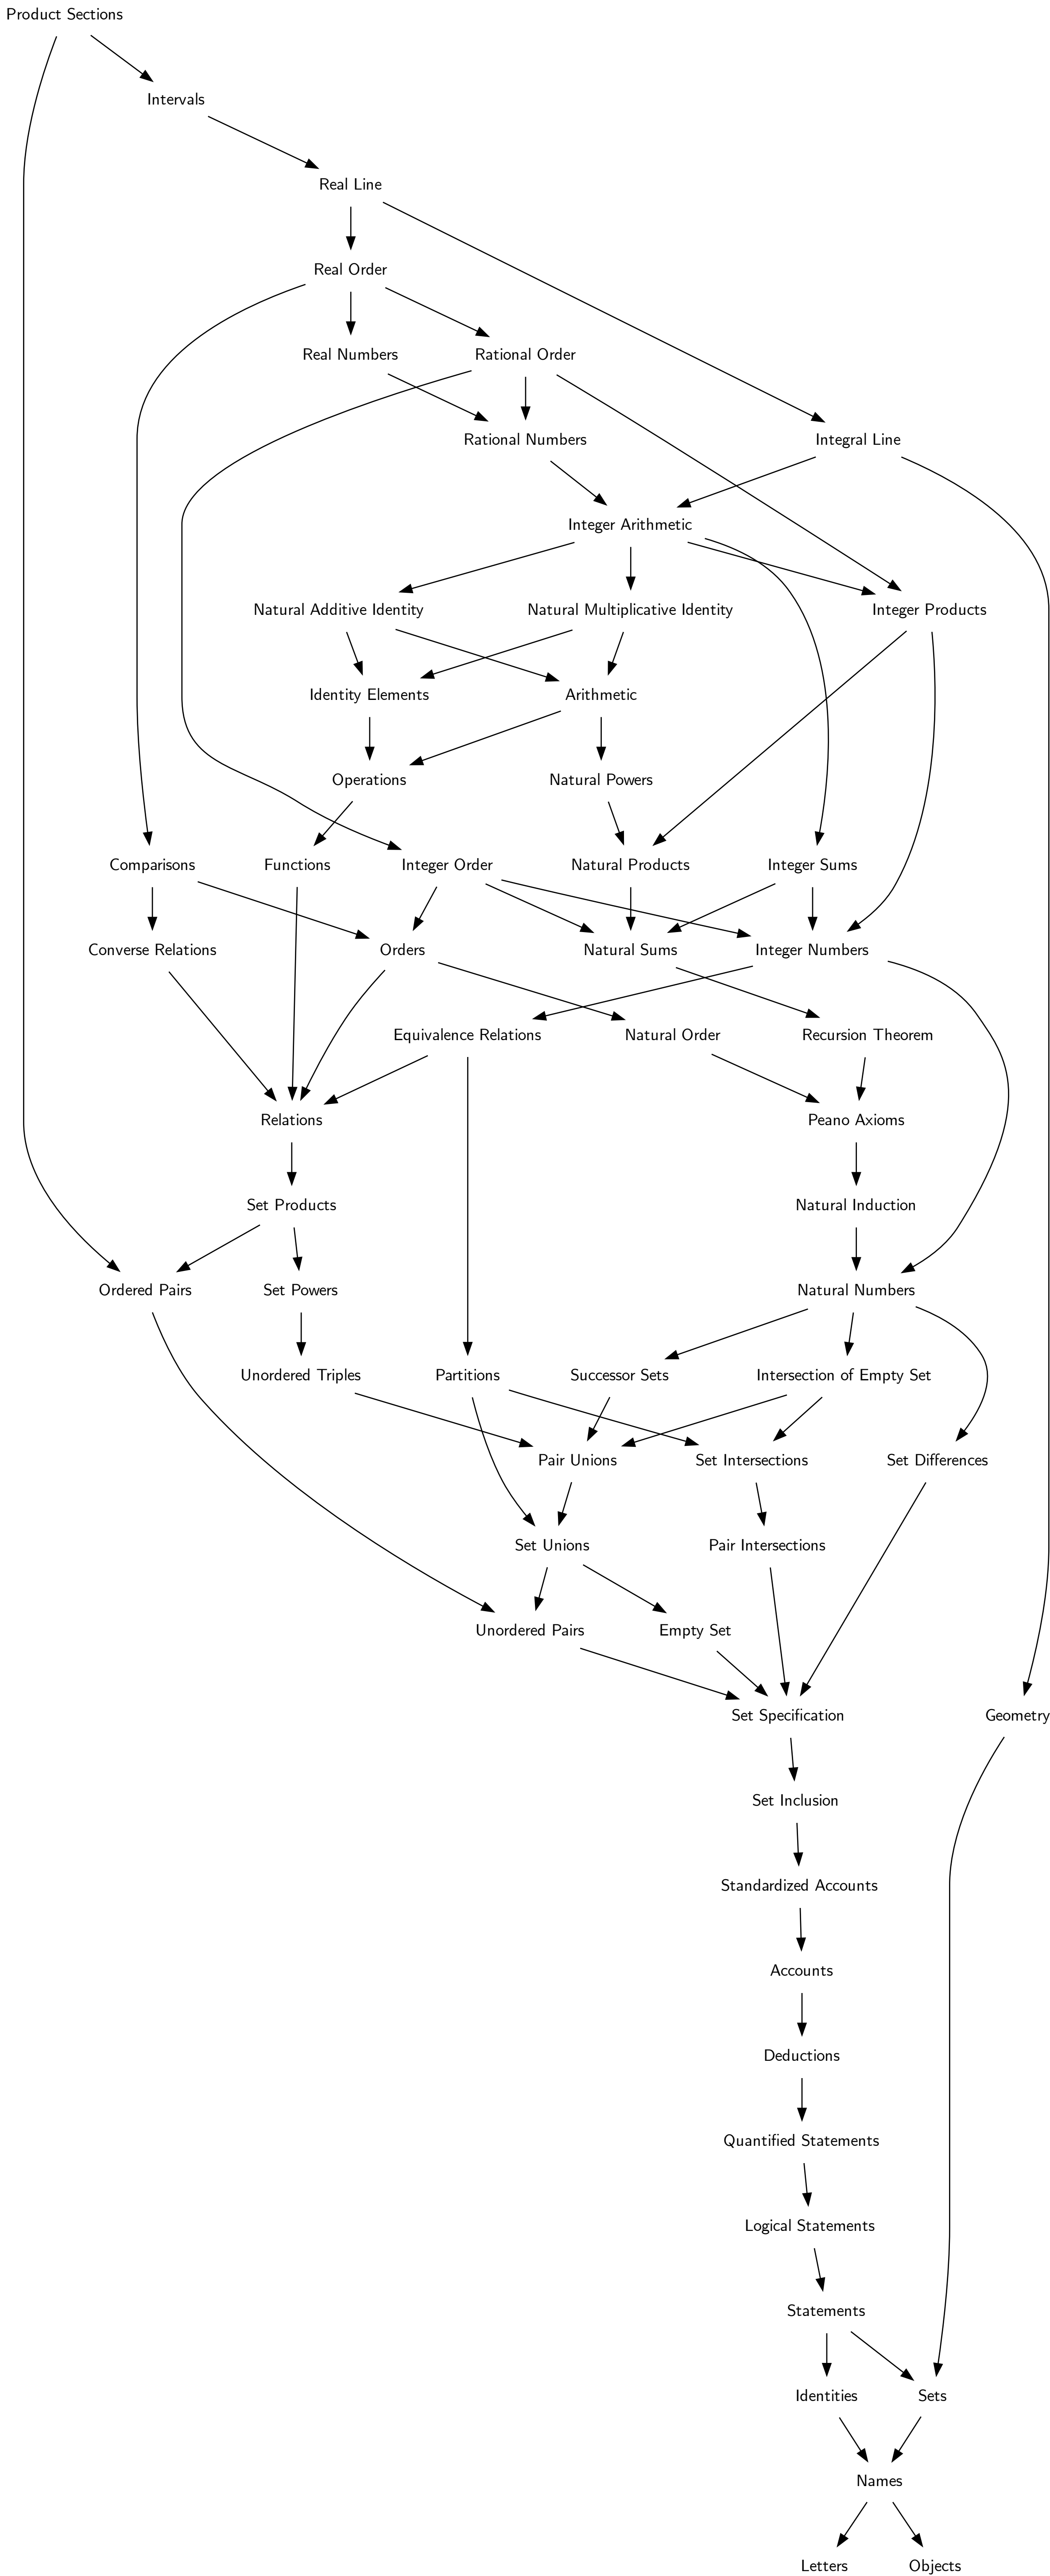 Product Sections
Intervals
Real Line
Real Order
Real Numbers
Rational Order
Rational Numbers
Integral Line
Integer Arithmetic
Natural Additive Identity
Natural Multiplicative Identity
Integer Products
Identity Elements
Arithmetic
Operations
Natural Powers
Comparisons
Functions
Integer Order
Natural Products
Integer Sums
Converse Relations
Orders
Natural Sums
Integer Numbers
Equivalence Relations
Natural Order
Recursion Theorem
Relations
Peano Axioms
Set Products
Natural Induction
Ordered Pairs
Set Powers
Natural Numbers
Unordered Triples
Partitions
Successor Sets
Intersection of Empty Set
Pair Unions
Set Intersections
Set Differences
Set Unions
Pair Intersections
Unordered Pairs
Empty Set
Set Specification
Geometry
Set Inclusion
Standardized Accounts
Accounts
Deductions
Quantified Statements
Logical Statements
Statements
Identities
Sets
Names
Letters
Objects